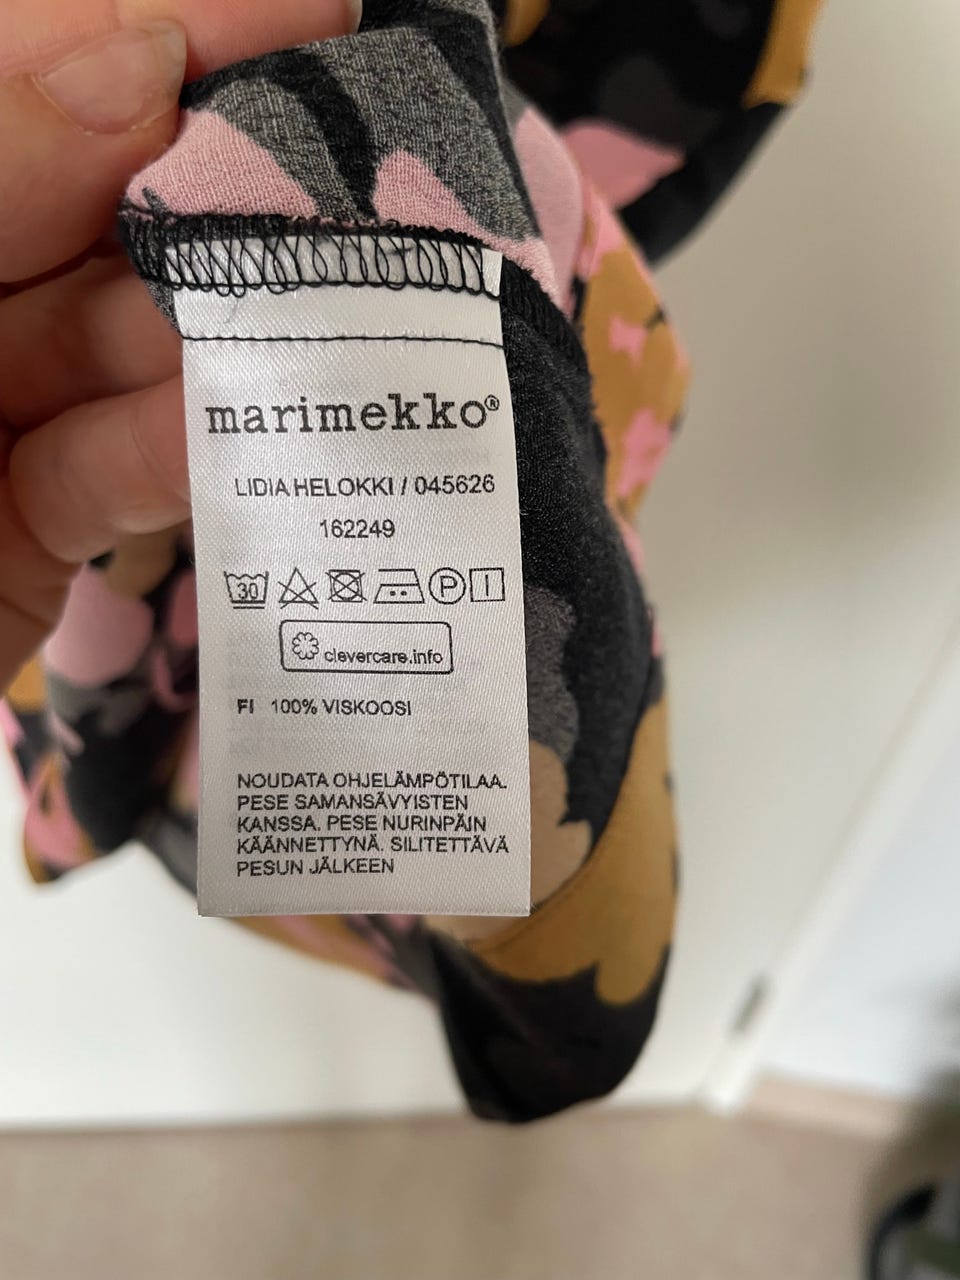 marimekko®
LIDIA HELOKKI / 045626
162249
30 P I
clevercare.info
FI 100% VISKOOSI
NOUDATA OHJELÄMPÖTILAA.
PESE SAMANSÄVYISTEN
KANSSA. PESE NURINPÄIN
KÄÄNNETTYNÄ. SILITETTÄVÄ
PESUN JÄLKEEN